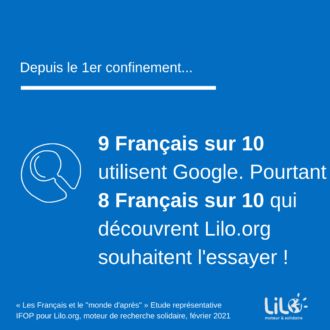 Depuis le 1er confinement...
9 Français sur 10
utilisent Google. Pourtant
8 Français sur 10 qui
découvrent Lilo.org
souhaitent l'essayer !
« Les Français et le "monde d'après" » Etude représentative
IFOP pour Lilo.org, moteur de recherche solidaire, février 2021
LiLO
moteur à solidaire